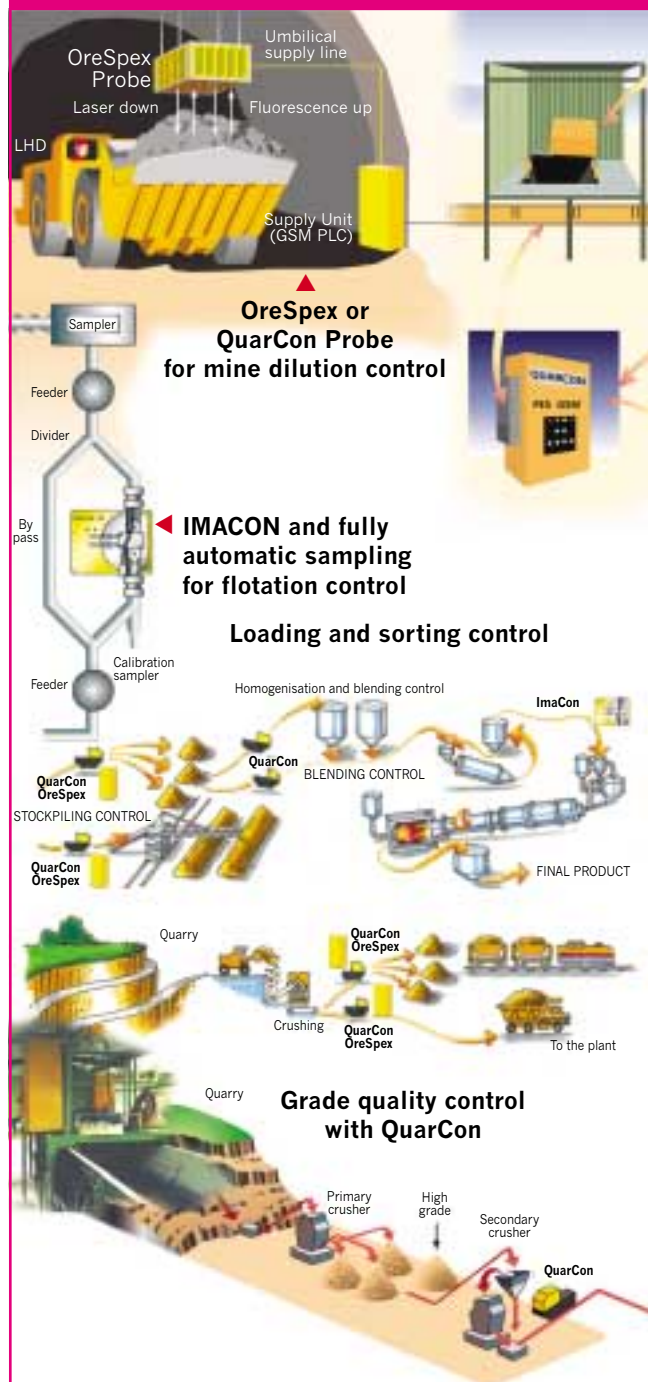 Umbilical
supply line
OreSpex
Probe
Laser down
Fluorescence up
LHD
Supply Unit
(GSM PLC)
OreSpex or
QuarCon Probe
for mine dilution control
QUARCON
Sampler
Feeder
Divider
By
pass
IMACON and fully
automatic sampling
for flotation control
Loading and sorting control
Calibration
sampler
Feeder
Homogenisation and blending control
ImaCon
QuarCon
BLENDING CONTROL
QuarCon
OreSpex
STOCKPILING CONTROL
QuarCon
OreSpex
FINAL PRODUCT
Quarry
QuarCon
OreSpex
Crushing
QuarCon
OreSpex
To the plant
Quarry
Grade quality control
with QuarCon
Primary
crusher
High
grade
Secondary
crusher
QuarCon